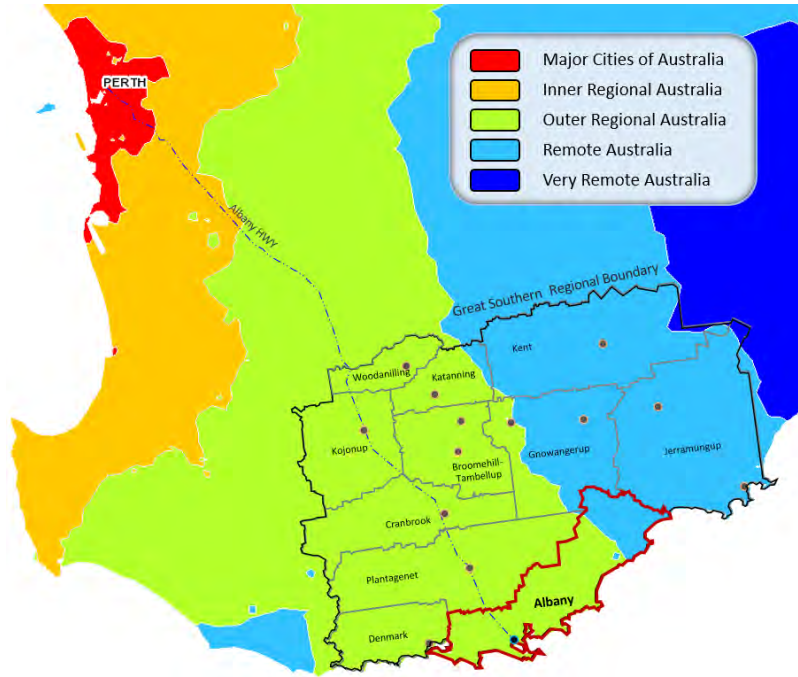 PERTH
Major Cities of Australia
Inner Regional Australia
Outer Regional Australia
Remote Australia
Very Remote Australia
Albany HWY
Great Southern Regional Boundary
Kent
Woodanilling
Katanning
Kojonup
Gnowangerup
Jerramungup
Broomehill-
Tambellup
Cranbrook
Plantagenet
Albany
Denmark